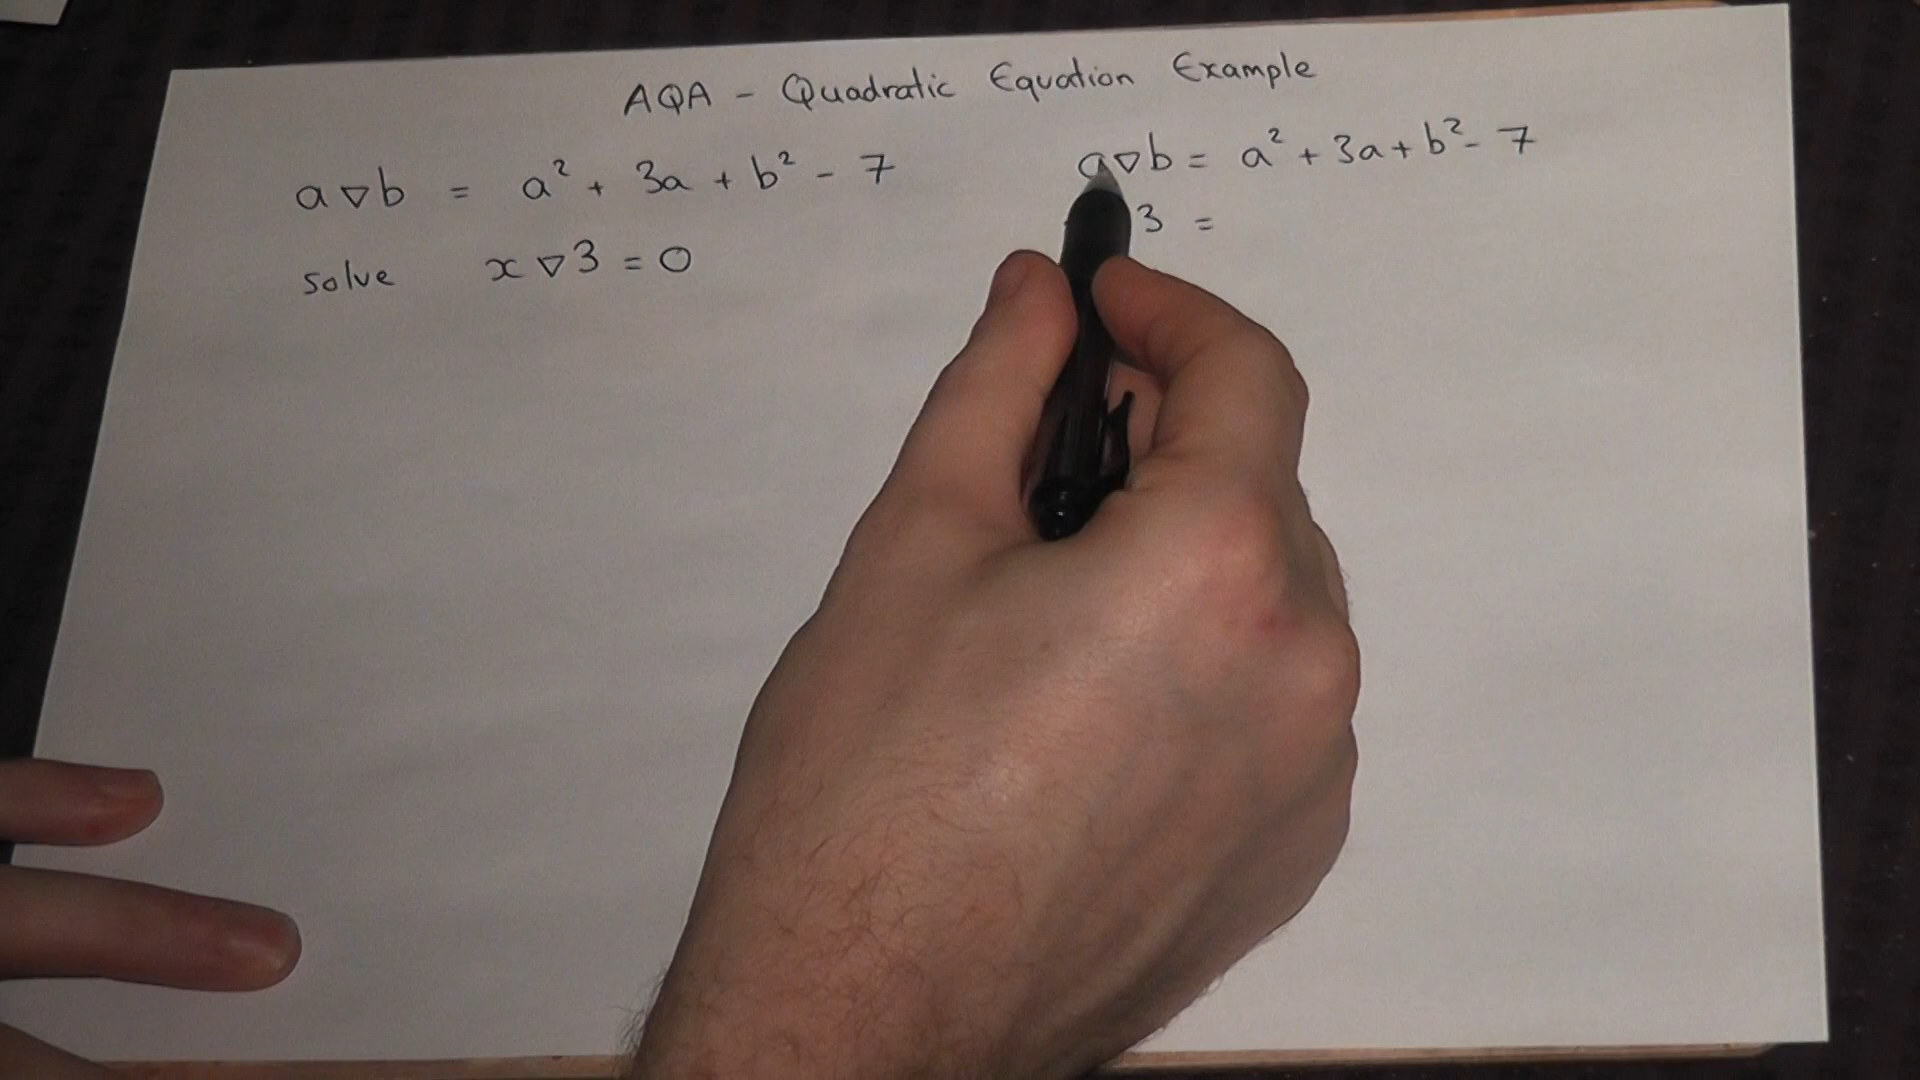 AQA - Quadratic Equation Example
a ▽ b = a² + 3a + b² - 7
solve x ▽ 3 = 0
a ▽ b = a² + 3a + b² - 7
3 =